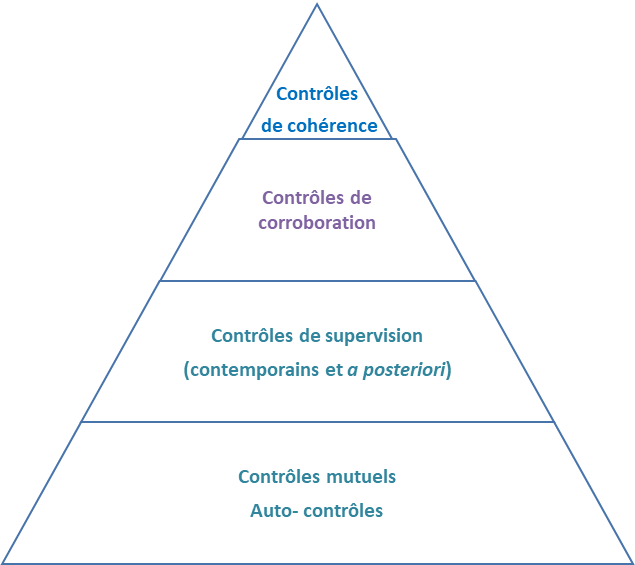 Contrôles
de cohérence
Contrôles de
corroboration
Contrôles de supervision
(contemporains et a posteriori)
Contrôles mutuels
Auto- contrôles